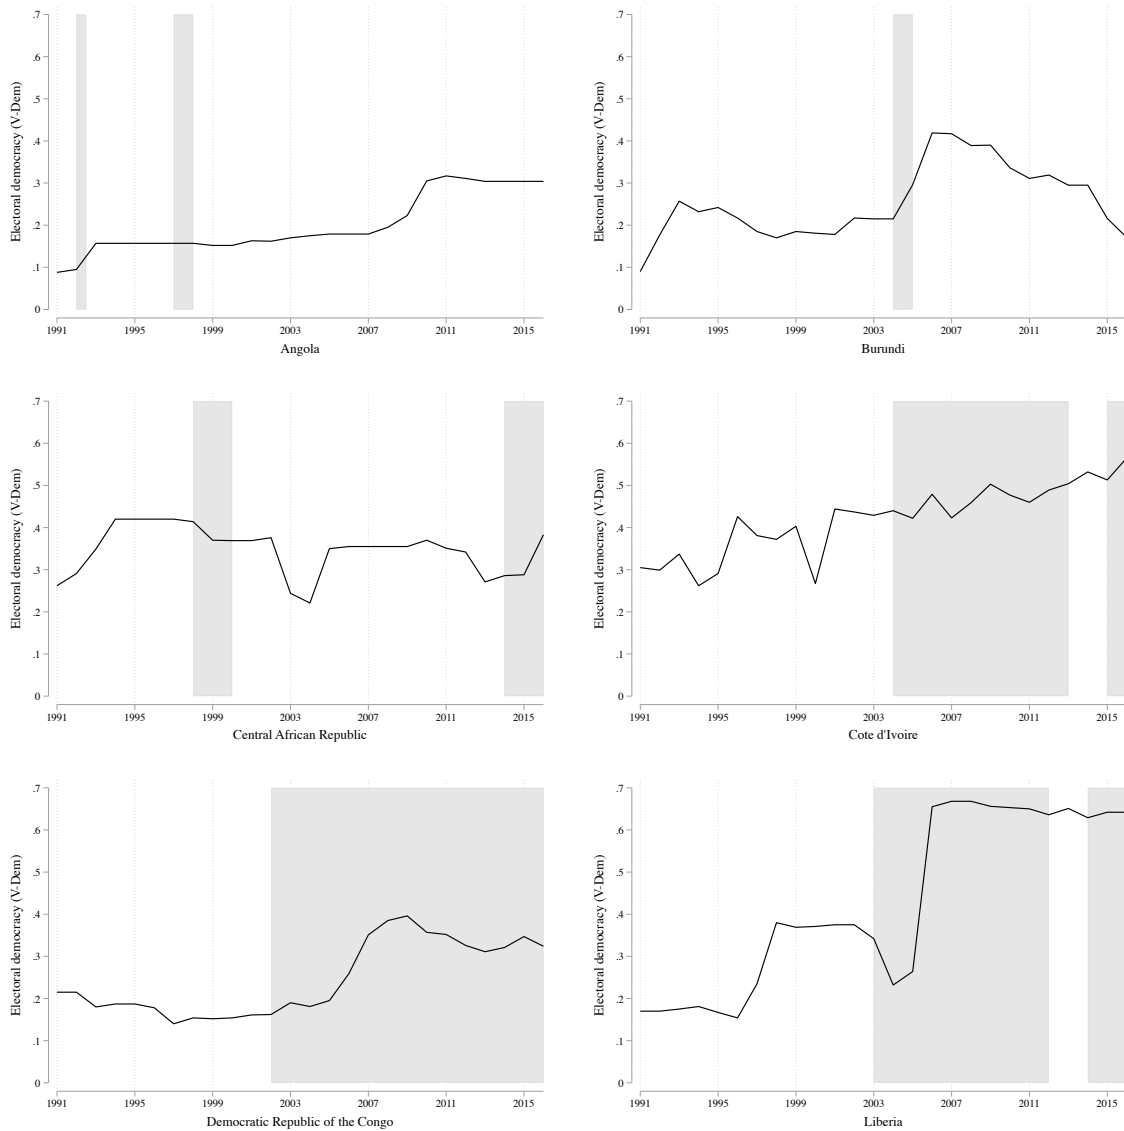 .7
.6
.5
.4
.3
.2
.1
0
Electoral democracy (V-Dem)
1991 1995 1999 2003 2007 2011 2015
Angola
.7
.6
.5
.4
.3
.2
.1
0
Electoral democracy (V-Dem)
1991 1995 1999 2003 2007 2011 2015
Burundi
.7
.6
.5
.4
.3
.2
.1
0
Electoral democracy (V-Dem)
1991 1995 1999 2003 2007 2011 2015
Central African Republic
.7
.6
.5
.4
.3
.2
.1
0
Electoral democracy (V-Dem)
1991 1995 1999 2003 2007 2011 2015
Cote d'Ivoire
.7
.6
.5
.4
.3
.2
.1
0
Electoral democracy (V-Dem)
1991 1995 1999 2003 2007 2011 2015
Democratic Republic of the Congo
.7
.6
.5
.4
.3
.2
.1
0
Electoral democracy (V-Dem)
1991 1995 1999 2003 2007 2011 2015
Liberia